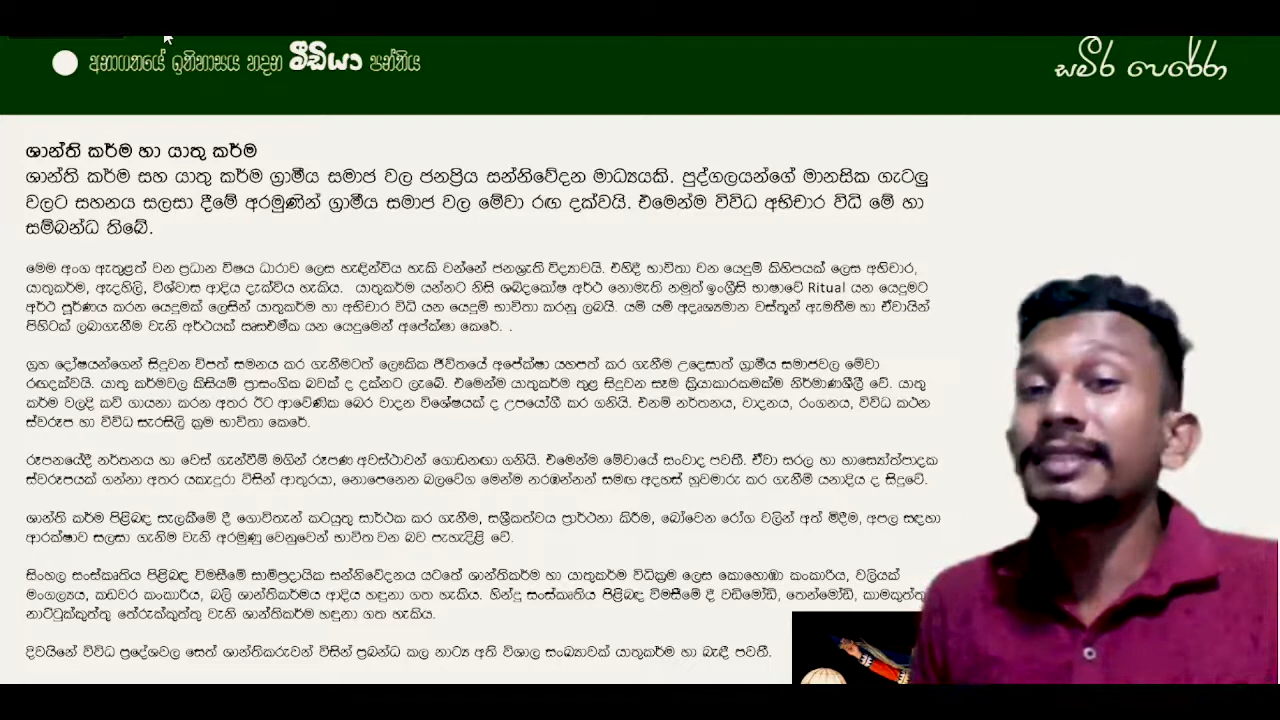 අනාගතයේ ඉතිහාසය හදන මීඩියා පන්තිය
සමීර පෙරේරා
ශාන්ති කර්ම හා යාතු කර්ම
ශාන්ති කර්ම සහ යාතු කර්ම ග්‍රාමීය සමාජ වල ජනප්‍රිය සන්නිවේදන මාධ්‍යයකි. පුද්ගලයන්ගේ මානසික ගැටලු
වලට සහනය සලසා දීමේ අරමුණින් ග්‍රාමීය සමාජ වල මේවා රඟ දක්වයි. එමෙන්ම විවිධ අභිචාර විධි මේ හා
සම්බන්ධ තිබේ.
මෙම අංග ඇතුළත් වන ප්‍රධාන විෂය ධාරාව ලෙස හැඳින්විය හැකි වන්නේ ජනශ්‍රැති විද්‍යාවයි. එහිදී භාවිතා වන යෙදුම් කිහිපයක් ලෙස අභිචාර,
යාතුකර්ම, ඇදහිලි, විශ්වාස ආදිය දැක්විය හැකිය. යාතුකර්ම යන්නට නිසි ශබ්දකෝෂ අර්ථ නොමැති නමුත් ඉංග්‍රීසි භාෂාවේ Ritual යන යෙදුමට
අර්ථ පූර්ණය කරන යෙදුමක් ලෙසින් යාතුකර්ම හා අභිචාර විධි යන යෙදුම් භාවිතා කරනු ලබයි. යම් යම් අදෘශ්‍යමාන වස්තූන් ඇමතීම හා ඒවායින්
පිහිටක් ලබාගැනීම වැනි අර්ථයක් යන යෙදුමෙන් අපේක්ෂා කෙරේ. .
ග්‍රහ දෝෂයන්ගෙන් සිදුවන විපත් සමනය කර ගැනීමටත් ලෞකික ජීවිතයේ අපේක්ෂා යහපත් කර ගැනීම උදෙසාත් ග්‍රාමීය සමාජවල මේවා
රඟදක්වයි. යාතු කර්මවල කිසියම් ප්‍රාසංගික බවක් ද දක්නට ලැබේ. එමෙන්ම යාතුකර්ම තුළ සිදුවන සෑම ක්‍රියාකාරකමක්ම නිර්මාණශීලී වේ. යාතු
කර්ම වලදි කවි ගායනා කරන අතර ඊට ආවේණික බෙර වාදන විශේෂයක් ද උපයෝගී කර ගනියි. එනම් නර්තනය, වාදනය, රංගනය, විවිධ කථන
ස්වරූප හා විවිධ සැරසිලි ක්‍රම භාවිතා කෙරේ.
රූපනයේදී නර්තනය හා වෙස් ගැන්වීම් මගින් රූපණ අවස්ථාවන් ගොඩනඟා ගනියි. එමෙන්ම මේවායේ සංවාද පවතී. ඒවා සරල හා හාස්‍යෝත්පාදක
ස්වරූපයක් ගන්නා අතර යකැදුරා විසින් ආතුරයා, නොපෙනෙන බලවේග මෙන්ම නරඹන්නන් සමඟ අදහස් හුවමාරු කර ගැනීම් යනාදිය ද සිදුවේ.
ශාන්ති කර්ම පිළිබඳ සැලකීමේ දී ගොවිතැන් කටයුතු සාර්ථක කර ගැනීම, සශ්‍රීකත්වය ප්‍රාර්ථනා කිරීම, බෝවෙන රෝග වලින් අත් මිදීම, අපල සඳහා
ආරක්ෂාව සලසා ගැනීම වැනි අරමුණු වෙනුවෙන් භාවිත වන බව පැහැදිළි වේ.
සිංහල සංස්කෘතිය පිළිබඳ විමසීමේ සාම්ප්‍රදායික සන්නිවේදනය යටතේ ශාන්තිකර්ම හා යාතුකර්ම විධික්‍රම ලෙස කොහොඹා කංකාරිය, වලියක්
මංගල්‍යය, කඩවර කංකාරිය, බලි ශාන්තිකර්මය ආදිය හඳුනා ගත හැකිය. හින්දු සංස්කෘතිය පිළිබඳ විමසීමේ දී වඩමෝඩි, තෙන්මෝඩි, කාමකුත්තු,
නාට්ටුක්කුත්තු තේරුක්කුත්තු වැනි ශාන්තිකර්ම හඳුනා ගත හැකිය.
දිවයිනේ විවිධ ප්‍රදේශවල සෙත් ශාන්තිකරුවන් විසින් ප්‍රබන්ධ කල නාට්‍ය අති විශාල සංඛ්‍යාවක් යාතුකර්ම හා බැඳී පවතී.